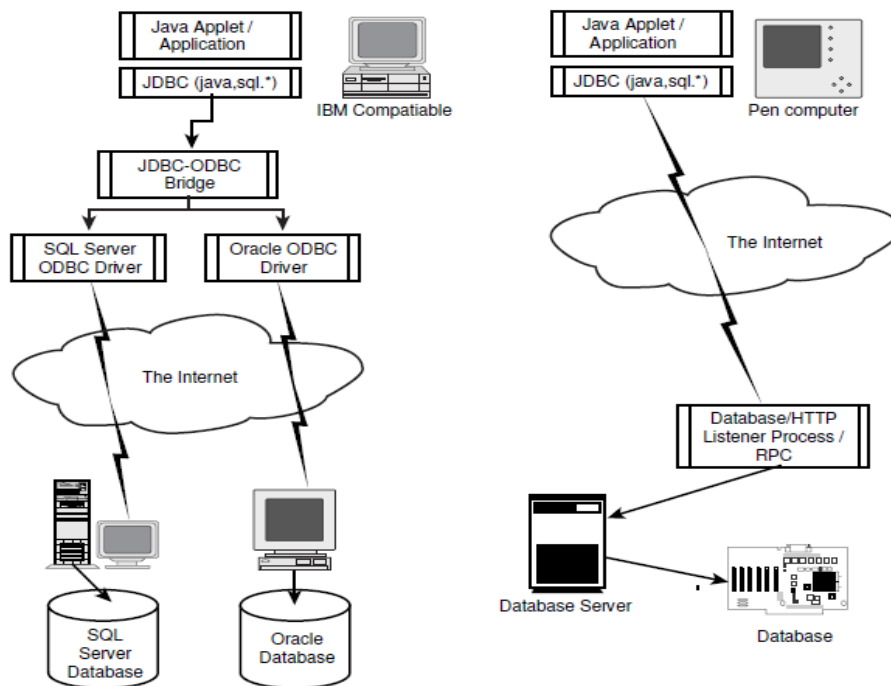 Java Applet /
Application
JDBC (java,sql.*)
IBM Compatiable
JDBC-ODBC
Bridge
SQL Server
ODBC Driver
Oracle ODBC
Driver
The Internet
SQL
Server
Database
Oracle
Database
Java Applet /
Application
JDBC (java,sql.*)
Pen computer
The Internet
Database/HTTP
Listener Process /
RPC
Database Server
Database